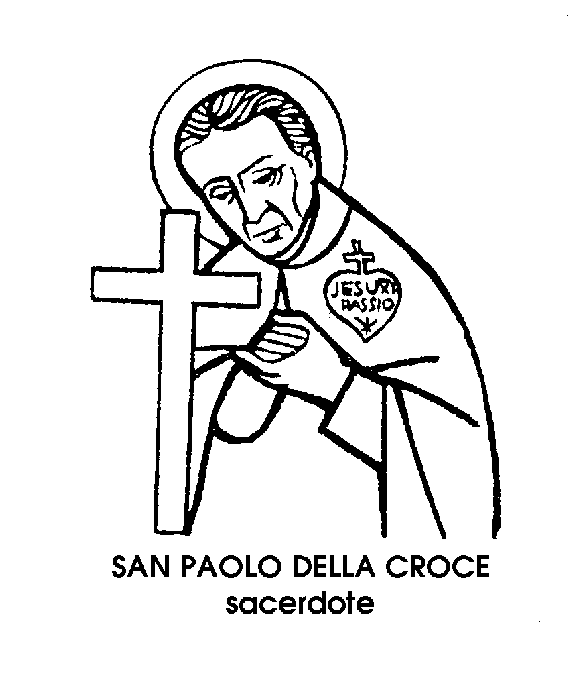 JESU XPI
PASSIO
SAN PAOLO DELLA CROCE
sacerdote